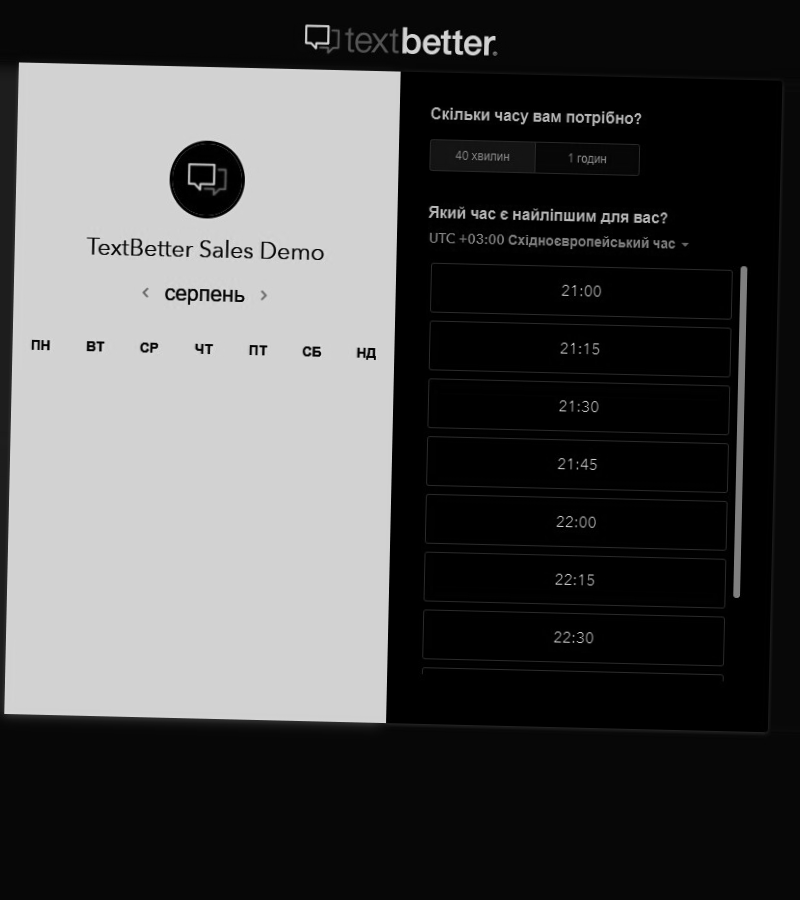 textbetter.
TextBetter Sales Demo
‹ серпень ›
ПН ВТ СР ЧТ ПТ СБ НД
Скільки часу вам потрібно?
40 хвилин 1 годин
Який час є найліпшим для вас?
UTC +03:00 Східноєвропейський час
21:00
21:15
21:30
21:45
22:00
22:15
22:30